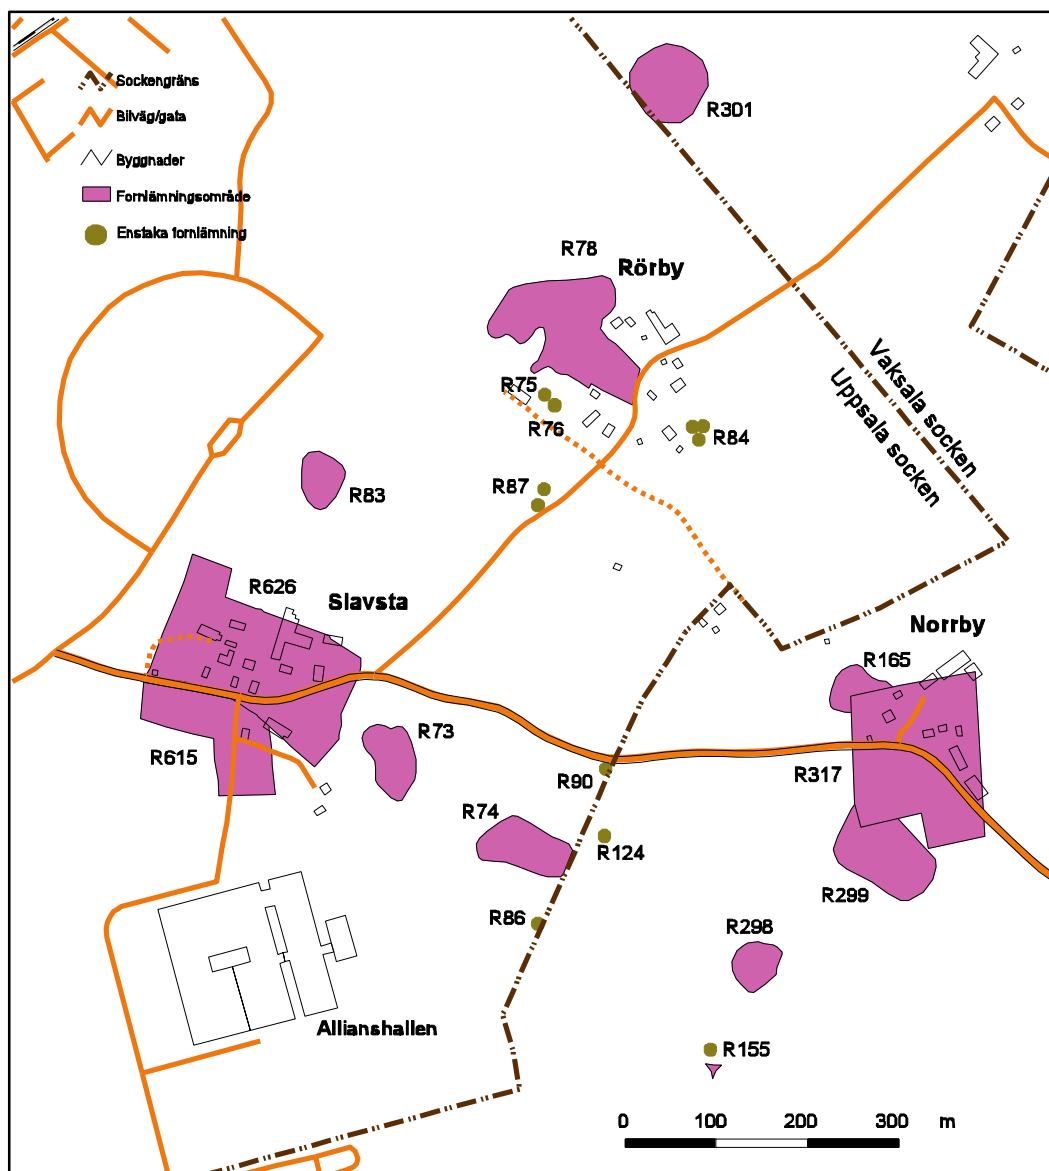 Sockengräns
Bilväg/gata
Byggnader
Fornlämningsområde
Enstaka fornlämning
R301
R78
Rörby
Vaksala socken
Uppsala socken
R75
R76
R84
R83
R87
R626
Slavsta
Norrby
R165
R73
R615
R90
R317
R74
R124
R299
R86
R298
Allianshallen
R155
0 100 200 300 m